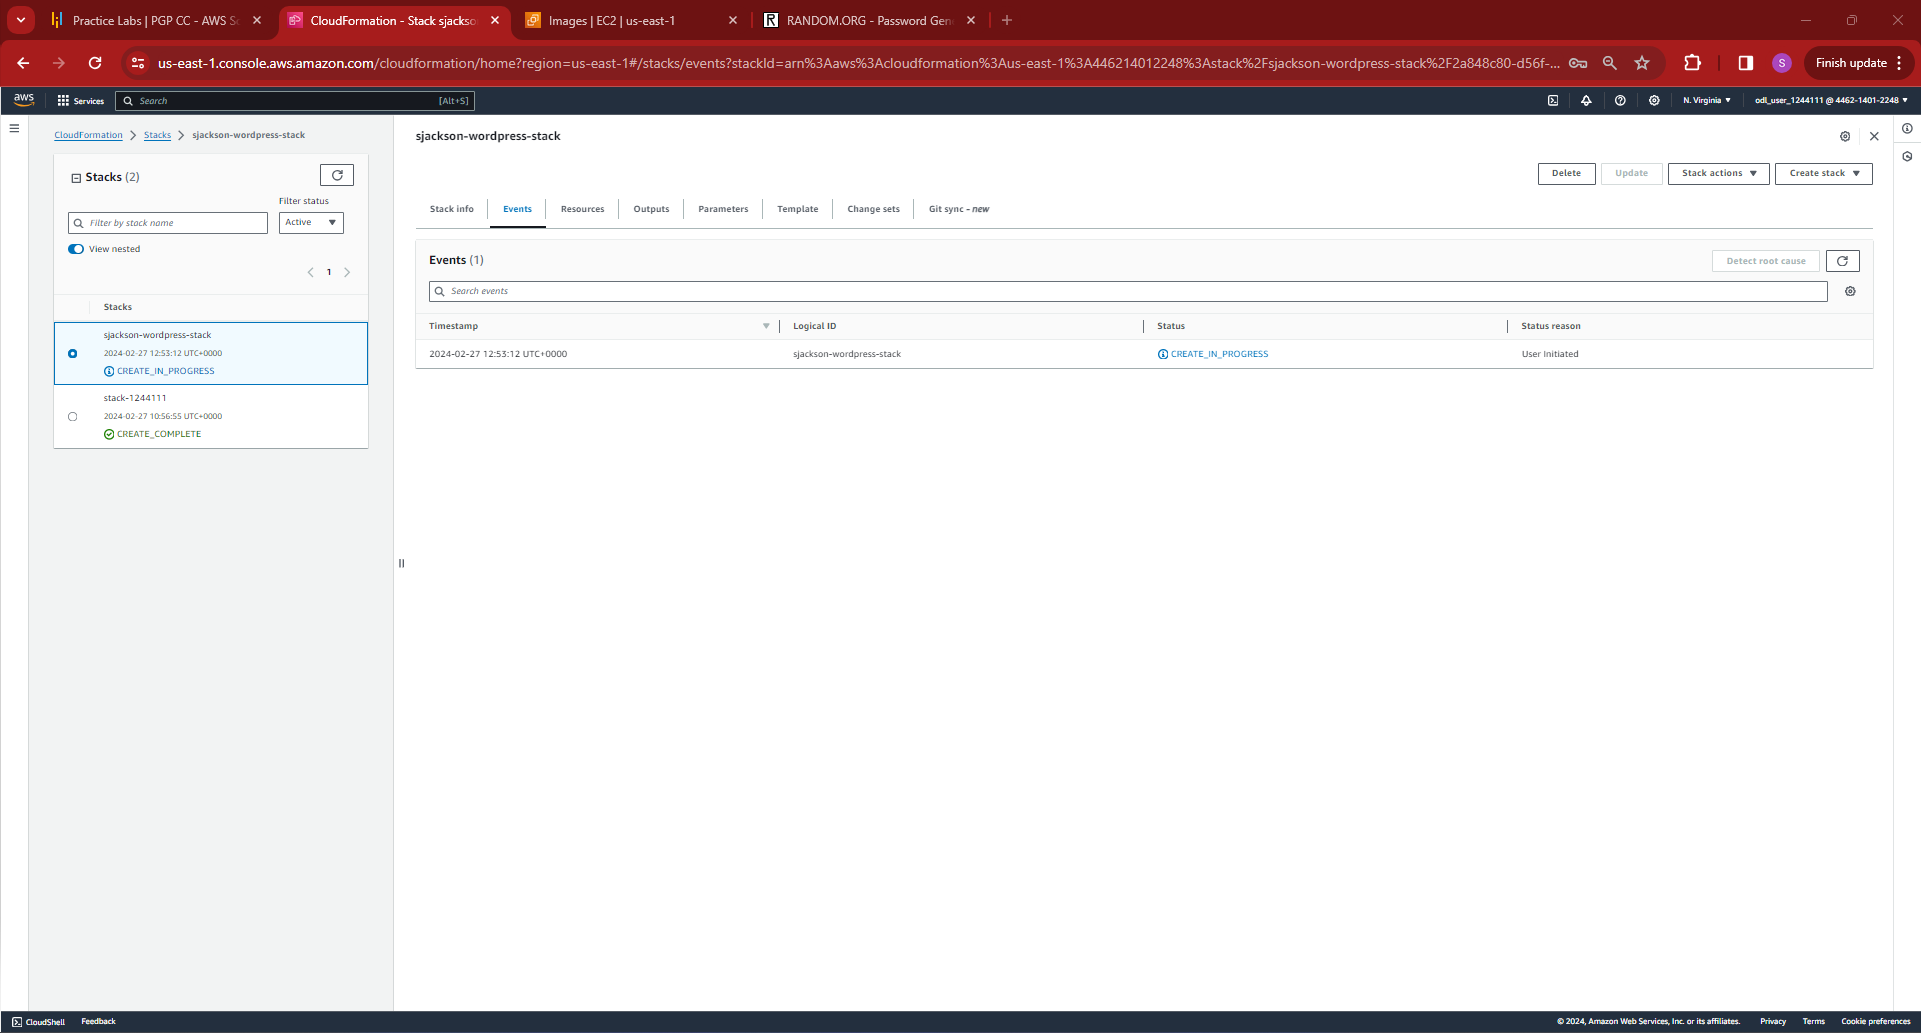 Practice Labs | PGP CC - AWS So
CloudFormation - Stack sjackso
Images | EC2 | us-east-1
RANDOM.ORG - Password Gen
us-east-1.console.aws.amazon.com/cloudformation/home?region=us-east-1#/stacks/events?stackId=arn%3Aaws%3Acloudformation%3Aus-east-1%3A446214012248%3Astack%2Fsjackson-wordpress-stack%2F2a848c80-d56f-...
S
Finish update
aws
Services
Search
[Alt+S]
N. Virginia
odl_user_1244111 @ 4462-1401-2248
CloudFormation
Stacks
sjackson-wordpress-stack
Stacks (2)
Filter status
Filter by stack name
Active
View nested
1
Stacks
sjackson-wordpress-stack
2024-02-27 12:53:12 UTC+0000
CREATE_IN_PROGRESS
stack-1244111
2024-02-27 10:56:55 UTC+0000
CREATE_COMPLETE
sjackson-wordpress-stack
Delete
Update
Stack actions
Create stack
Stack info
Events
Resources
Outputs
Parameters
Template
Change sets
Git sync - new
Events (1)
Detect root cause
Search events
Timestamp
Logical ID
Status
Status reason
2024-02-27 12:53:12 UTC+0000
sjackson-wordpress-stack
CREATE_IN_PROGRESS
User Initiated
CloudShell
Feedback
© 2024, Amazon Web Services, Inc. or its affiliates.
Privacy
Terms
Cookie preferences